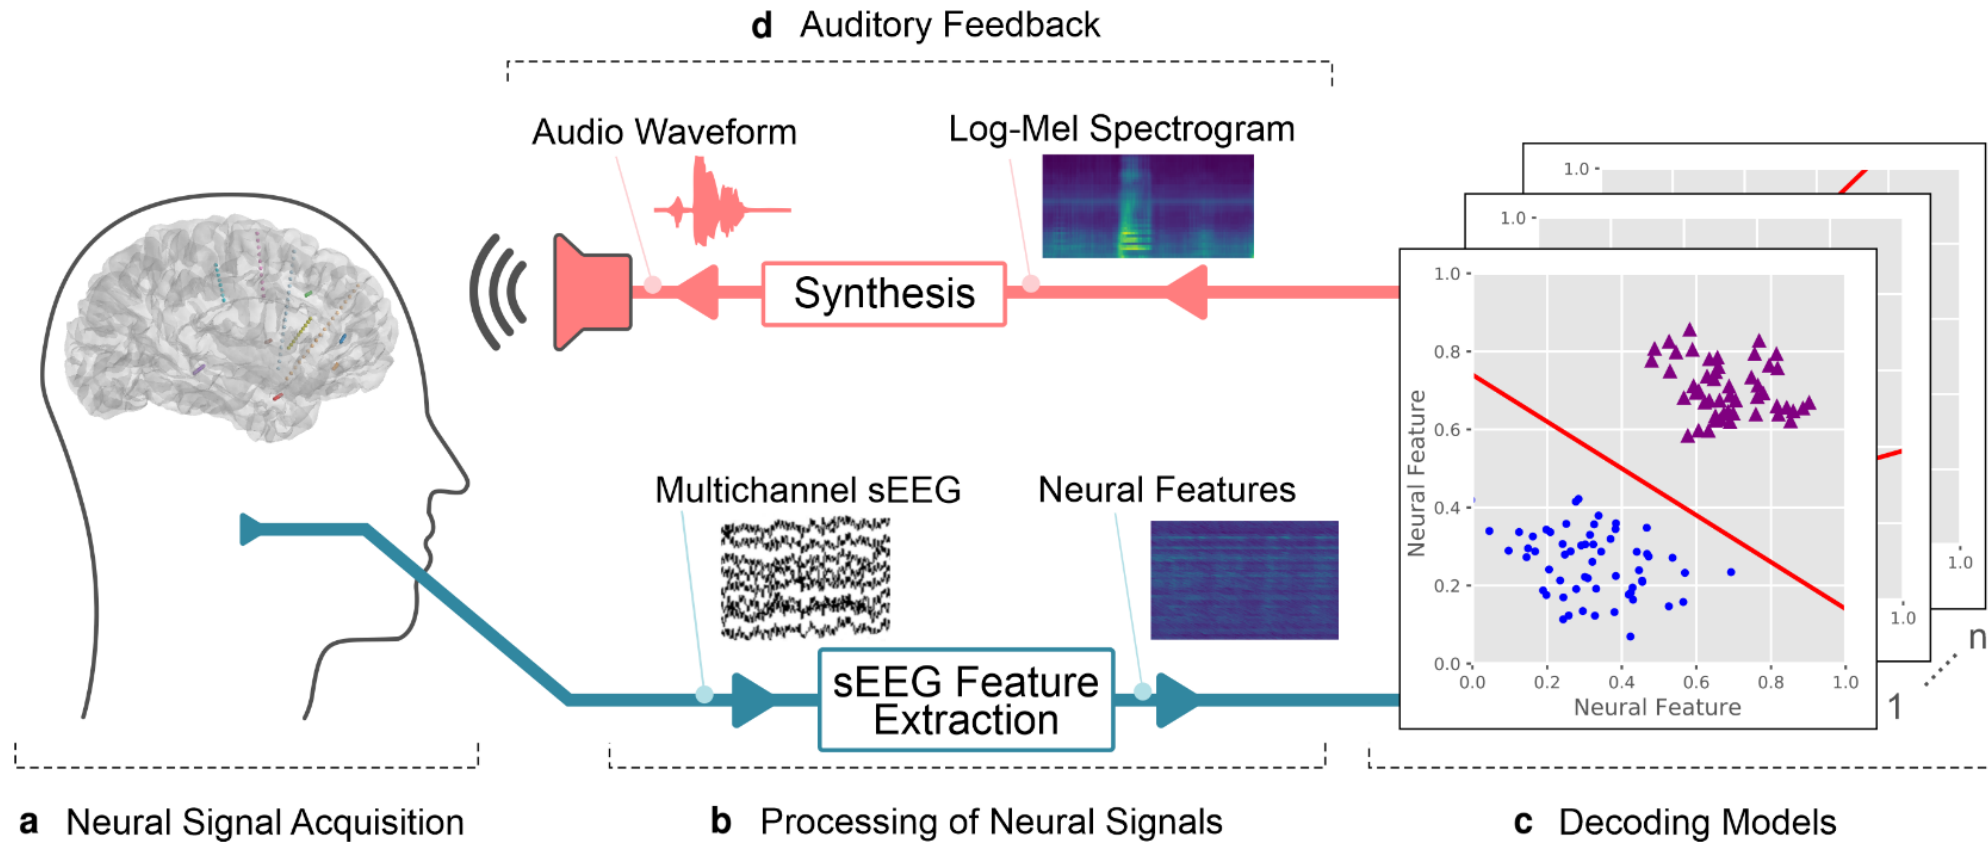 d Auditory Feedback
Audio Waveform
Log-Mel Spectrogram
Synthesis
Multichannel sEEG
Neural Features
sEEG Feature
Extraction
1.0
1.0
1.0
0.8
0.6
0.4
0.2
0.0
Neural Feature
0.0 0.2 0.4 0.6 0.8 1.0
Neural Feature
1.0
1.0
n
1
a Neural Signal Acquisition
b Processing of Neural Signals
c Decoding Models